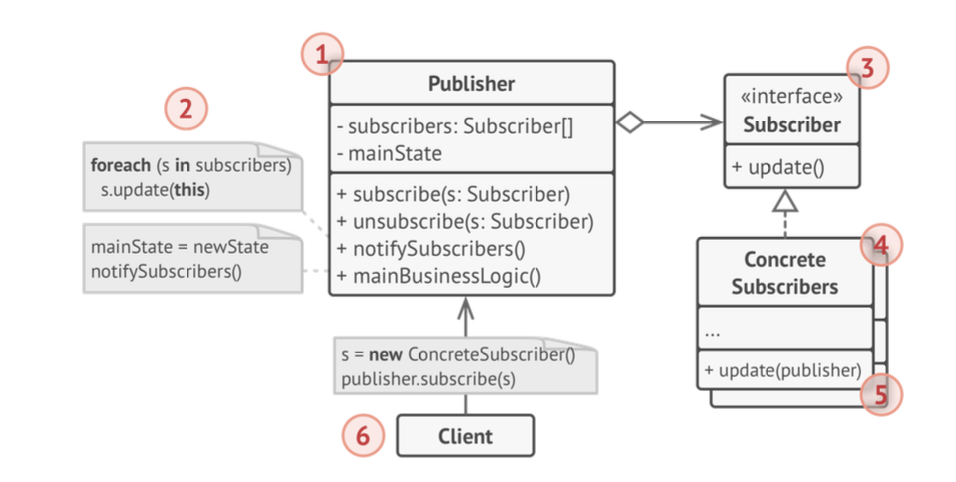 1
Publisher
- subscribers: Subscriber[]
- mainState
+ subscribe(s: Subscriber)
+ unsubscribe(s: Subscriber)
+ notifySubscribers()
+ mainBusinessLogic()
2
foreach (s in subscribers)
s.update(this)
mainState = newState
notifySubscribers()
3
«interface»
Subscriber
+ update()
4
Concrete
Subscribers
...
+ update(publisher)
5
s = new ConcreteSubscriber()
publisher.subscribe(s)
6
Client